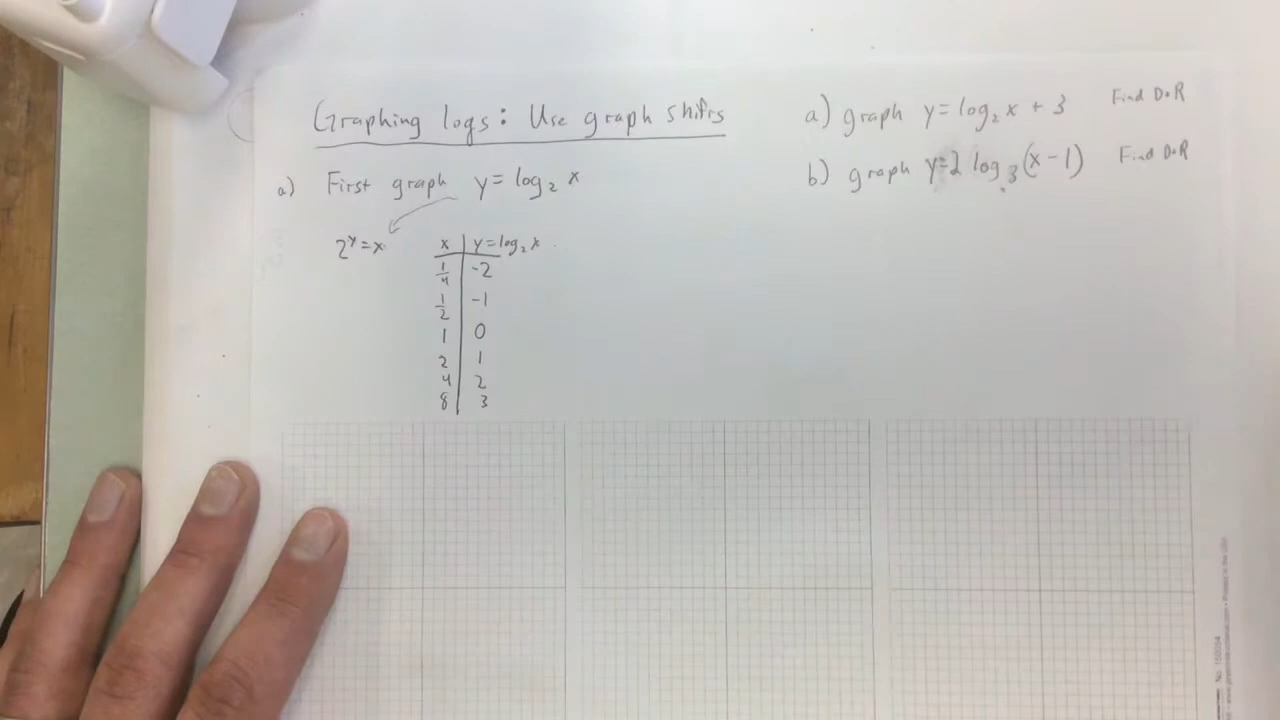 Graphing logs: Use graph shifts
a) First graph y = log₂ x
2^y = x
x | y = log₂ x
1/4 | -2
1/2 | -1
1 | 0
2 | 1
4 | 2
8 | 3
a) graph y = log₂ x + 3 Find D+R
b) graph y=2 log₃(x-1) Find D+R